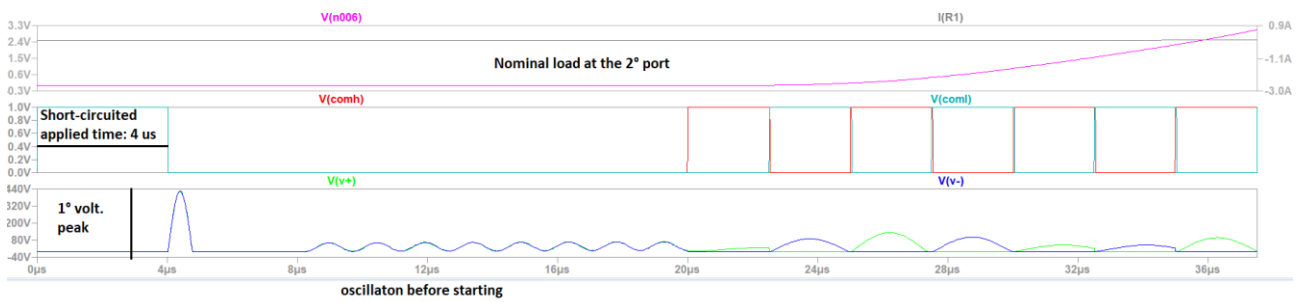 V(n006) I(R1)
3.3V 0.9A
2.4V
1.5V -1.1A
0.6V
0.3V -3.0A
Nominal load at the 2° port
V(comh) V(coml)
1.0V
0.8V
0.6V
0.4V
0.2V
0.0V
Short-circuited
applied time: 4 us
V(v+) V(v-)
440V
320V
200V
80V
-40V
1° volt.
peak
0µs 4µs 8µs 12µs 16µs 20µs 24µs 28µs 32µs 36µs
oscillaton before starting